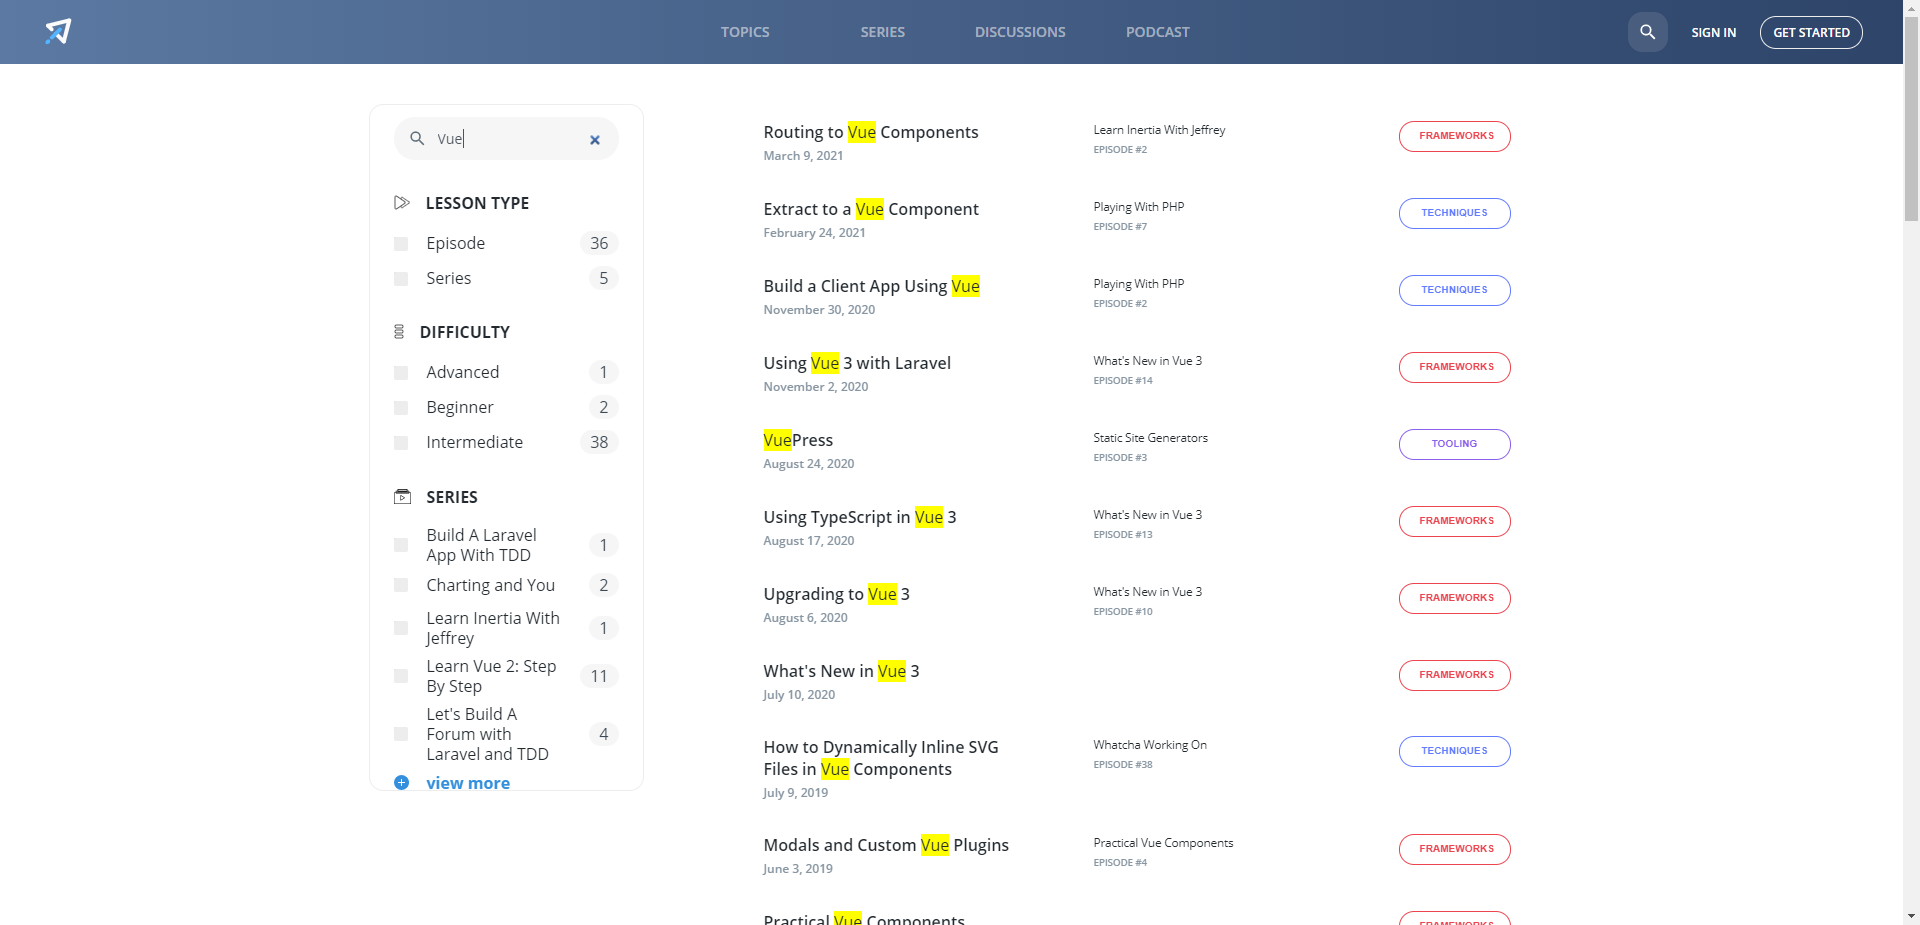 TOPICS
SERIES
DISCUSSIONS
PODCAST
SIGN IN
GET STARTED
Vue
LESSON TYPE
Episode 36
Series 5
DIFFICULTY
Advanced 1
Beginner 2
Intermediate 38
SERIES
Build A Laravel
App With TDD 1
Charting and You 2
Learn Inertia With
Jeffrey 1
Learn Vue 2: Step
By Step 11
Let's Build A
Forum with 4
Laravel and TDD
view more
Routing to Vue Components
March 9, 2021
Learn Inertia With Jeffrey
EPISODE #2
FRAMEWORKS
Extract to a Vue Component
February 24, 2021
Playing With PHP
EPISODE #7
TECHNIQUES
Build a Client App Using Vue
November 30, 2020
Playing With PHP
EPISODE #2
TECHNIQUES
Using Vue 3 with Laravel
November 2, 2020
What's New in Vue 3
EPISODE #14
FRAMEWORKS
VuePress
August 24, 2020
Static Site Generators
EPISODE #3
TOOLING
Using TypeScript in Vue 3
August 17, 2020
What's New in Vue 3
EPISODE #13
FRAMEWORKS
Upgrading to Vue 3
August 6, 2020
What's New in Vue 3
EPISODE #10
FRAMEWORKS
What's New in Vue 3
July 10, 2020
FRAMEWORKS
How to Dynamically Inline SVG
Files in Vue Components
July 9, 2019
Whatcha Working On
EPISODE #38
TECHNIQUES
Modals and Custom Vue Plugins
June 3, 2019
Practical Vue Components
EPISODE #4
FRAMEWORKS
Practical Vue Components
FRAMEWORKS